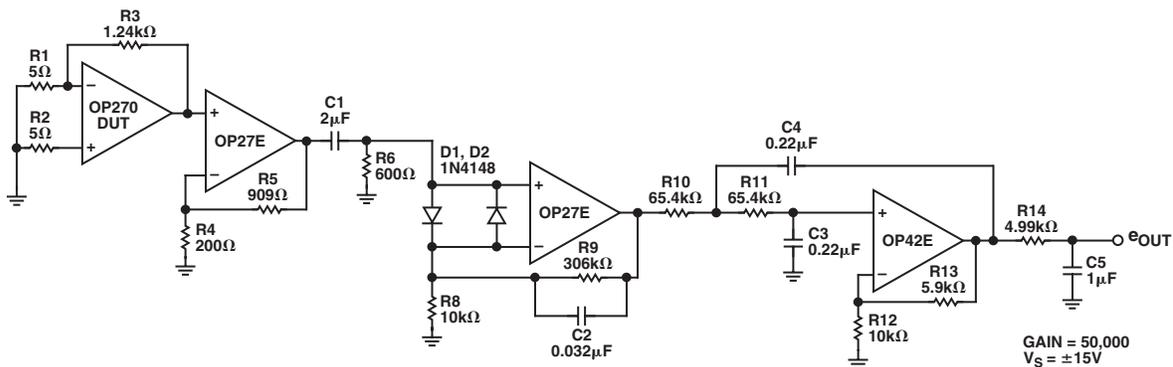 R3
1.24kΩ
R1
5Ω
−
OP270
DUT
R2
5Ω
+
+
OP27E
−
R5
909Ω
R4
200Ω
C1
2µF
R6
600Ω
D1, D2
1N4148
+
OP27E
−
R9
306kΩ
R8
10kΩ
C2
0.032µF
R10
65.4kΩ
R11
65.4kΩ
C4
0.22µF
C3
0.22µF
+
OP42E
−
R13
5.9kΩ
R12
10kΩ
R14
4.99kΩ
eOUT
C5
1µF
GAIN = 50,000
VS = ±15V